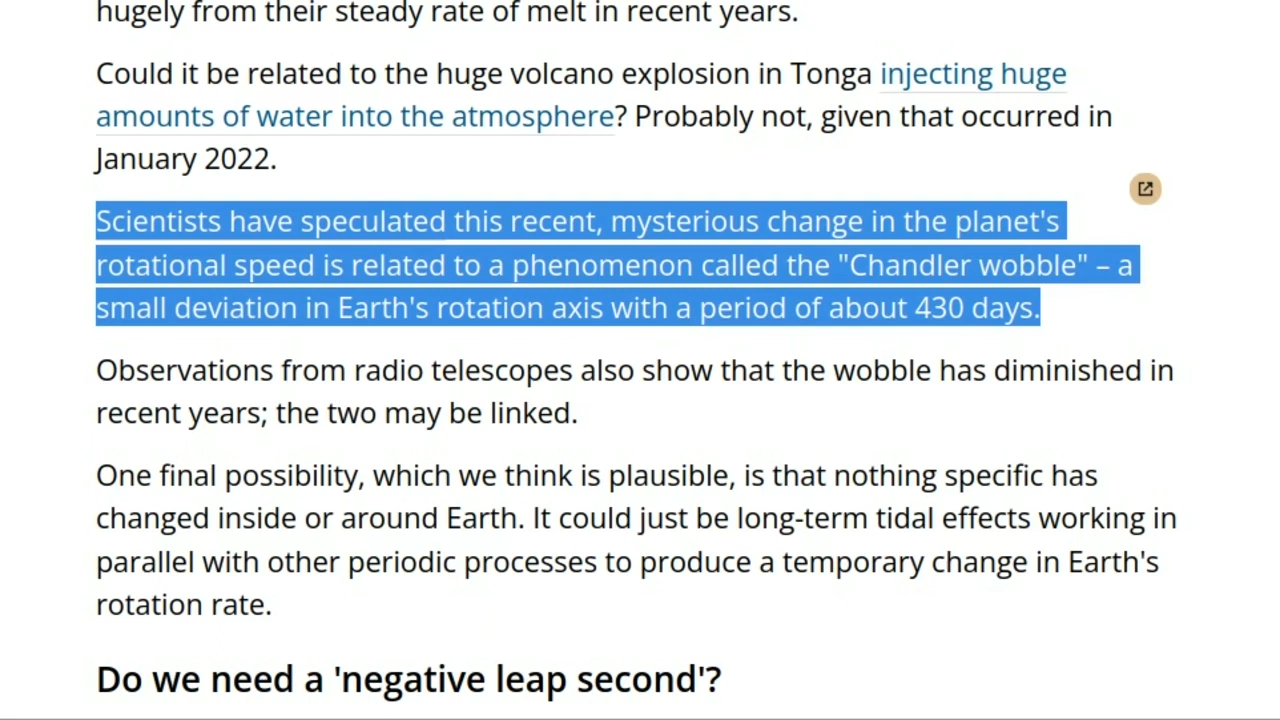 hugely from their steady rate of melt in recent years.
Could it be related to the huge volcano explosion in Tonga injecting huge
amounts of water into the atmosphere? Probably not, given that occurred in
January 2022.
Scientists have speculated this recent, mysterious change in the planet's
rotational speed is related to a phenomenon called the "Chandler wobble" – a
small deviation in Earth's rotation axis with a period of about 430 days.
Observations from radio telescopes also show that the wobble has diminished in
recent years; the two may be linked.
One final possibility, which we think is plausible, is that nothing specific has
changed inside or around Earth. It could just be long-term tidal effects working in
parallel with other periodic processes to produce a temporary change in Earth's
rotation rate.
Do we need a 'negative leap second'?